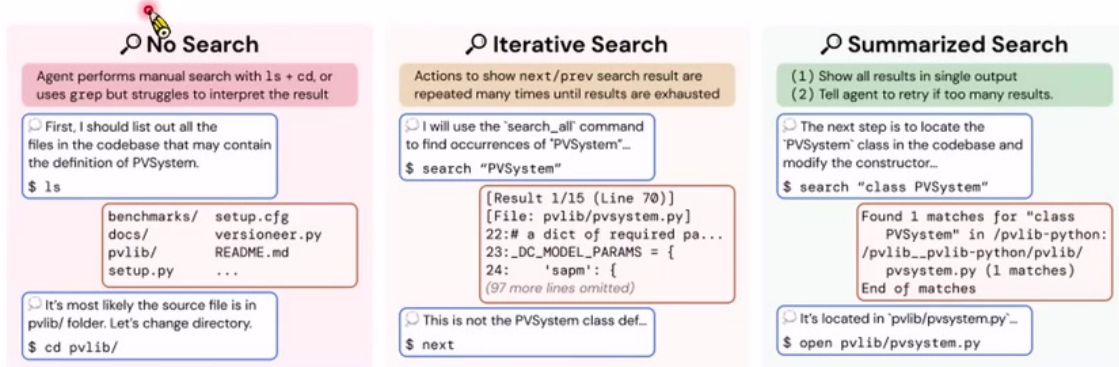 No Search
Agent performs manual search with ls + cd, or
uses grep but struggles to interpret the result
First, I should list out all the
files in the codebase that may contain
the definition of PVSystem.
$ ls
benchmarks/ setup.cfg
docs/ versioneer.py
pvlib/ README.md
setup.py ...
It's most likely the source file is in
pvlib/ folder. Let's change directory.
$ cd pvlib/
Iterative Search
Actions to show next/prev search result are
repeated many times until results are exhausted
I will use the `search_all` command
to find occurrences of "PVSystem"...
$ search "PVSystem"
[Result 1/15 (Line 70)]
[File: pvlib/pvsystem.py]
22:# a dict of required pa...
23:_DC_MODEL_PARAMS = {
24: 'sapm': {
(97 more lines omitted)
This is not the PVSystem class def...
$ next
Summarized Search
(1) Show all results in single output
(2) Tell agent to retry if too many results.
The next step is to locate the
`PVSystem` class in the codebase and
modify the constructor...
$ search "class PVSystem"
Found 1 matches for "class
PVSystem" in /pvlib-python:
/pvlib__pvlib-python/pvlib/
pvsystem.py (1 matches)
End of matches
It's located in `pvlib/pvsystem.py`...
$ open pvlib/pvsystem.py